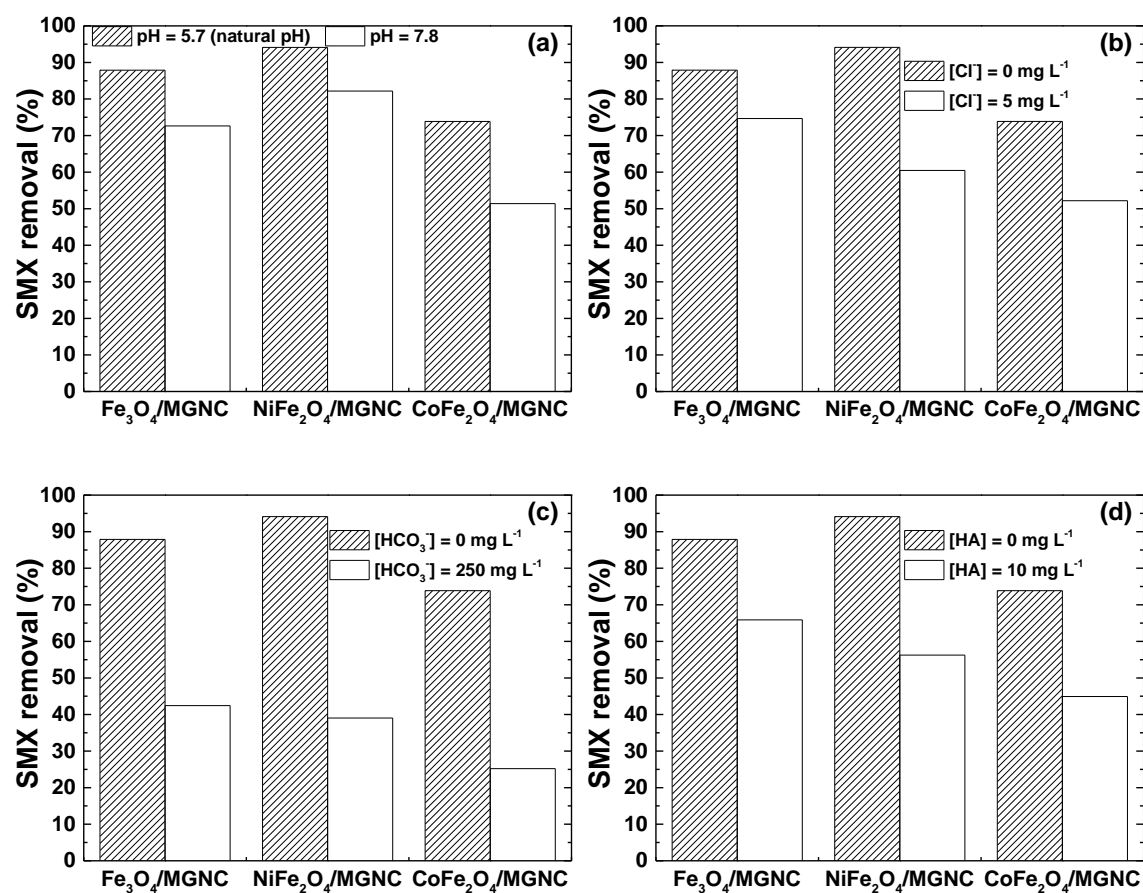 100
90
80
70
60
50
40
30
20
10
0
SMX removal (%)
pH = 5.7 (natural pH) pH = 7.8
(a)
Fe₃O₄/MGNC NiFe₂O₄/MGNC CoFe₂O₄/MGNC
100
90
80
70
60
50
40
30
20
10
0
SMX removal (%)
(b)
[Cl⁻] = 0 mg L⁻¹
[Cl⁻] = 5 mg L⁻¹
Fe₃O₄/MGNC NiFe₂O₄/MGNC CoFe₂O₄/MGNC
100
90
80
70
60
50
40
30
20
10
0
SMX removal (%)
(c)
[HCO₃⁻] = 0 mg L⁻¹
[HCO₃⁻] = 250 mg L⁻¹
Fe₃O₄/MGNC NiFe₂O₄/MGNC CoFe₂O₄/MGNC
100
90
80
70
60
50
40
30
20
10
0
SMX removal (%)
(d)
[HA] = 0 mg L⁻¹
[HA] = 10 mg L⁻¹
Fe₃O₄/MGNC NiFe₂O₄/MGNC CoFe₂O₄/MGNC